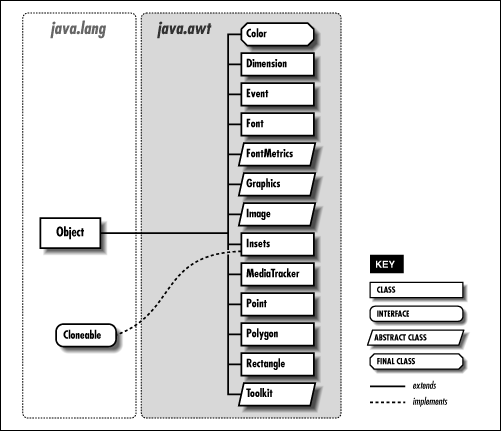 java.lang
java.awt
Color
Dimension
Event
Font
FontMetrics
Graphics
Image
Object
Insets
MediaTracker
Point
Cloneable
Polygon
Rectangle
Toolkit
KEY
CLASS
INTERFACE
ABSTRACT CLASS
FINAL CLASS
extends
implements